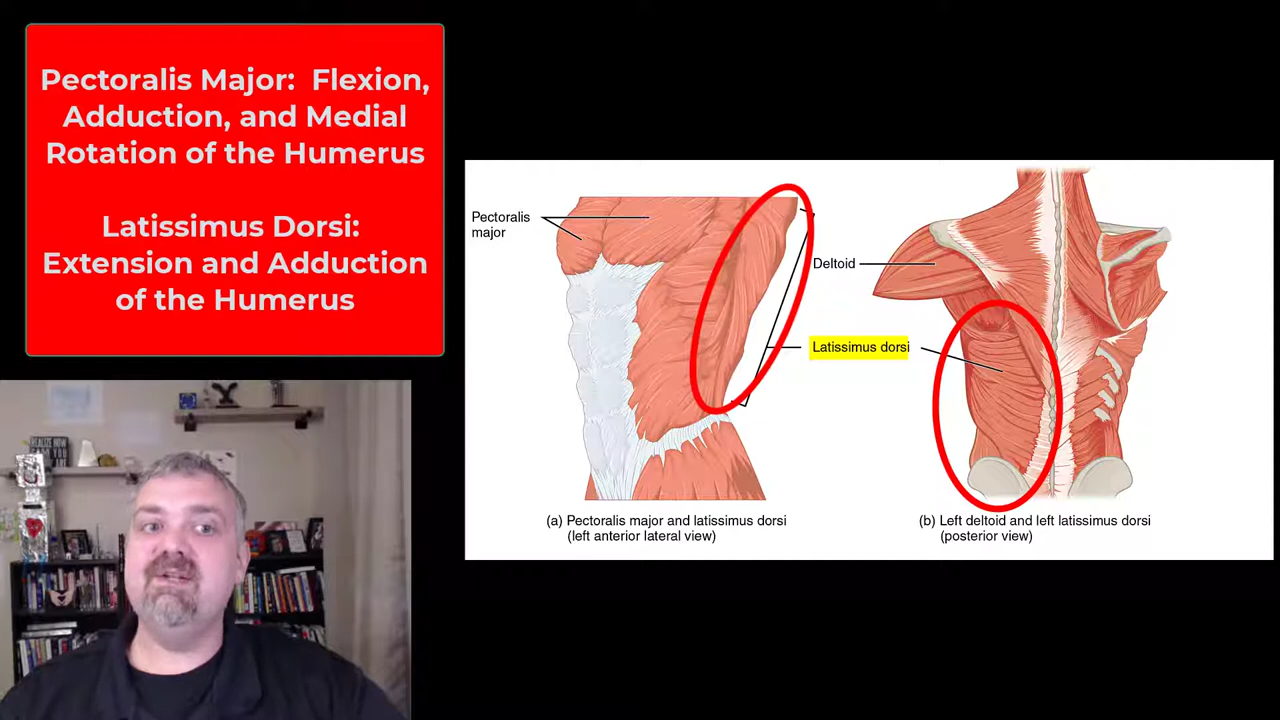 Pectoralis Major:  Flexion,
Adduction, and Medial
Rotation of the Humerus
Latissimus Dorsi:
Extension and Adduction
of the Humerus
Pectoralis
major
Deltoid
Latissimus dorsi
(a) Pectoralis major and latissimus dorsi
(left anterior lateral view)
(b) Left deltoid and left latissimus dorsi
(posterior view)